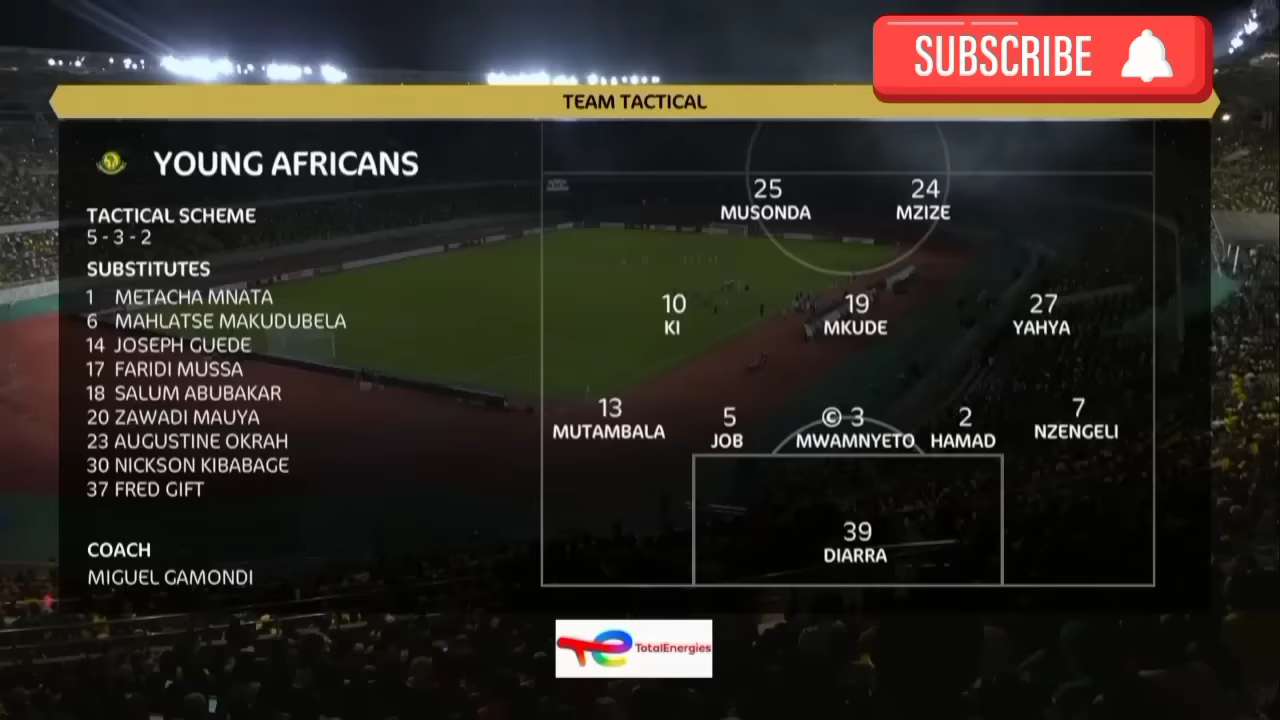 SUBSCRIBE
TEAM TACTICAL
YOUNG AFRICANS
TACTICAL SCHEME
5 - 3 - 2
SUBSTITUTES
1 METACHA MNATA
6 MAHLATSE MAKUDUBELA
14 JOSEPH GUEDE
17 FARIDI MUSSA
18 SALUM ABUBAKAR
20 ZAWADI MAUYA
23 AUGUSTINE OKRAH
30 NICKSON KIBABAGE
37 FRED GIFT
COACH
MIGUEL GAMONDI
25 24
MUSONDA MZIZE
10 19 27
KI MKUDE YAHYA
13 5 © 3 2 7
MUTAMBALA JOB MWAMNYETO HAMAD NZENGELI
39
DIARRA
TotalEnergies